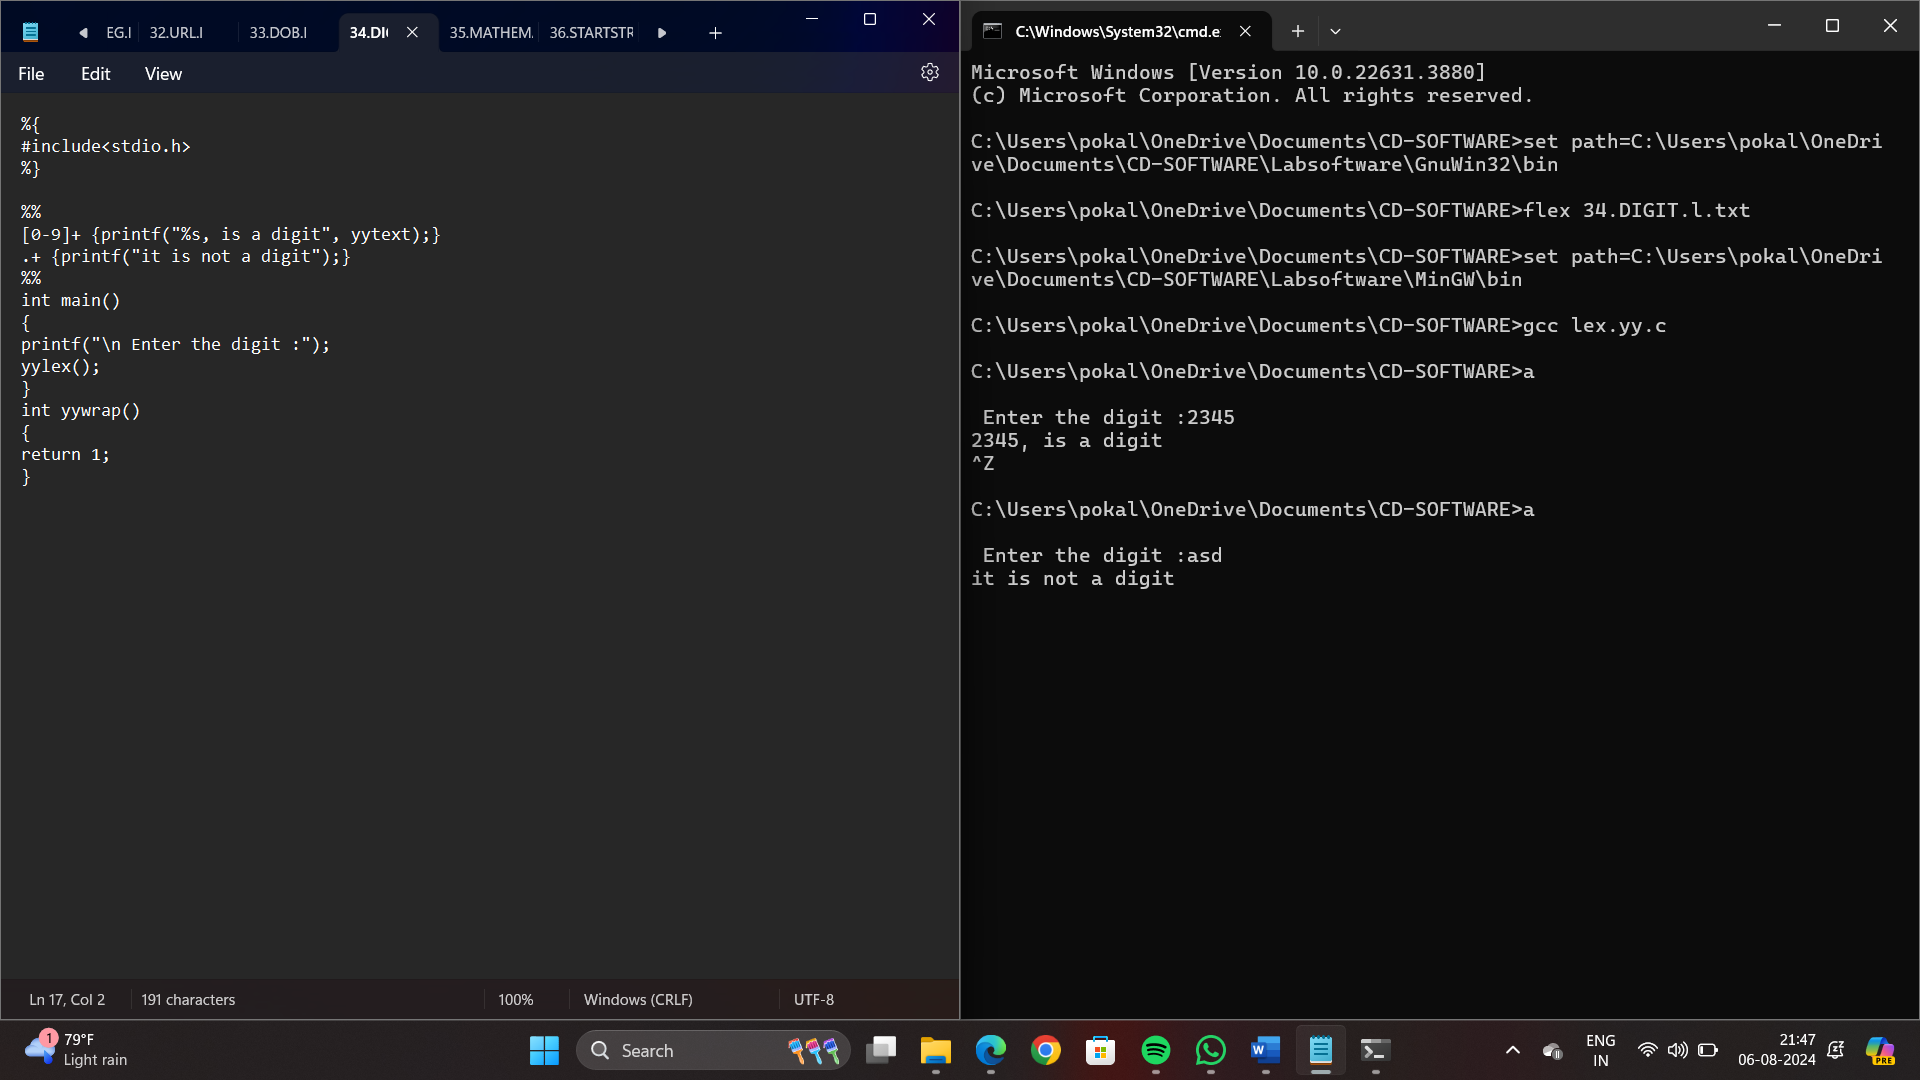 EG.l 32.URL.l 33.DOB.l 34.DI 35.MATHEM. 36.STARTSTR
File Edit View
%{
#include<stdio.h>
%}
%%
[0-9]+ {printf("%s, is a digit", yytext);}
.+ {printf("it is not a digit");}
%%
int main()
{
printf("\n Enter the digit :");
yylex();
}
int yywrap()
{
return 1;
}
Ln 17, Col 2 191 characters 100% Windows (CRLF) UTF-8
C:\Windows\System32\cmd.e
Microsoft Windows [Version 10.0.22631.3880]
(c) Microsoft Corporation. All rights reserved.
C:\Users\pokal\OneDrive\Documents\CD-SOFTWARE>set path=C:\Users\pokal\OneDri
ve\Documents\CD-SOFTWARE\Labsoftware\GnuWin32\bin
C:\Users\pokal\OneDrive\Documents\CD-SOFTWARE>flex 34.DIGIT.l.txt
C:\Users\pokal\OneDrive\Documents\CD-SOFTWARE>set path=C:\Users\pokal\OneDri
ve\Documents\CD-SOFTWARE\Labsoftware\MinGW\bin
C:\Users\pokal\OneDrive\Documents\CD-SOFTWARE>gcc lex.yy.c
C:\Users\pokal\OneDrive\Documents\CD-SOFTWARE>a
Enter the digit :2345
2345, is a digit
^Z
C:\Users\pokal\OneDrive\Documents\CD-SOFTWARE>a
Enter the digit :asd
it is not a digit
1 79°F
Light rain
Search
ENG
IN
21:47
06-08-2024
PRE